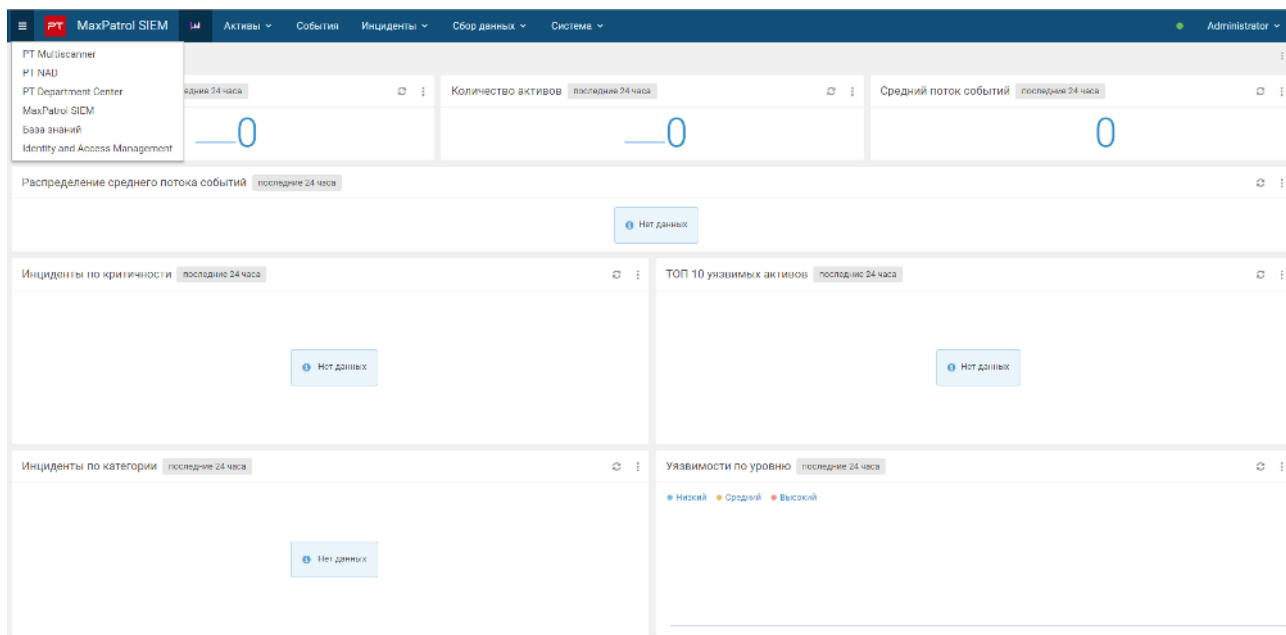 PT MaxPatrol SIEM Активы События Инциденты Сбор данных Система Administrator
PT Multiscanner
PT NAD
PT Department Center
MaxPatrol SIEM
База знаний
Identity and Access Management
последние 24 часа
0
Количество активов последние 24 часа
0
Средний поток событий последние 24 часа
0
Распределение среднего потока событий последние 24 часа
Нет данных
Инциденты по критичности последние 24 часа
Нет данных
ТОП 10 уязвимых активов последние 24 часа
Нет данных
Инциденты по категории последние 24 часа
Нет данных
Уязвимости по уровню последние 24 часа
Низкий Средний Высокий